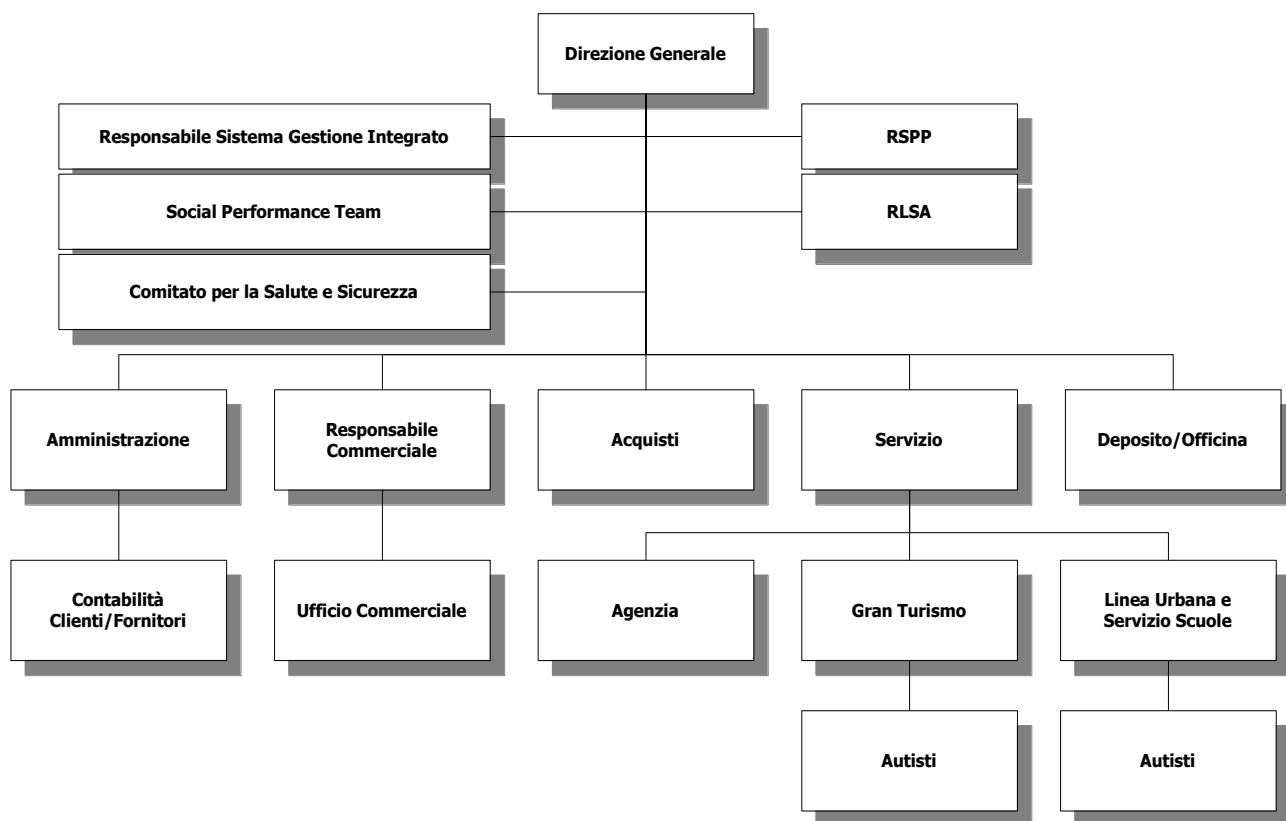 Direzione Generale
Responsabile Sistema Gestione Integrato
RSPP
Social Performance Team
RLSA
Comitato per la Salute e Sicurezza
Amministrazione
Responsabile
Commerciale
Acquisti
Servizio
Deposito/Officina
Contabilità
Clienti/Fornitori
Ufficio Commerciale
Agenzia
Gran Turismo
Linea Urbana e
Servizio Scuole
Autisti
Autisti